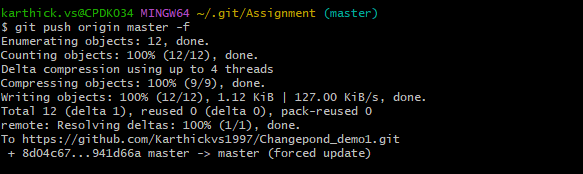 karthick.vs@CPDKO34 MINGW64 ~/.git/Assignment (master)
$ git push origin master -f
Enumerating objects: 12, done.
Counting objects: 100% (12/12), done.
Delta compression using up to 4 threads
Compressing objects: 100% (9/9), done.
Writing objects: 100% (12/12), 1.12 KiB | 127.00 KiB/s, done.
Total 12 (delta 1), reused 0 (delta 0), pack-reused 0
remote: Resolving deltas: 100% (1/1), done.
To https://github.com/Karthickvs1997/Changepond_demo1.git
 + 8d04c67...941d66a master -> master (forced update)